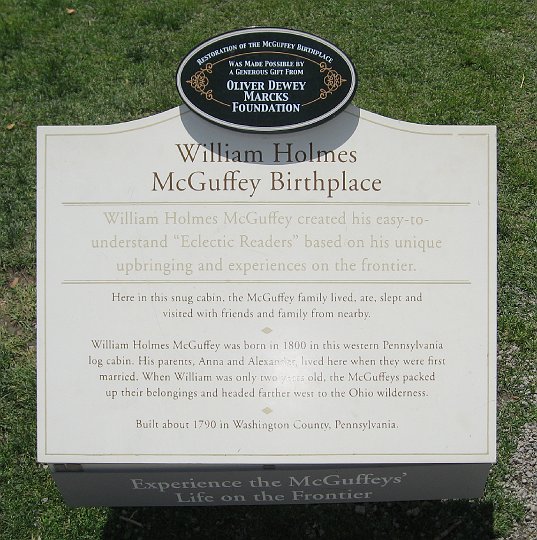 Restoration of the McGuffey Birthplace
Was Made Possible by
a Generous Gift From
Oliver Dewey
Marcks
Foundation
William Holmes
McGuffey Birthplace
William Holmes McGuffey created his easy-to-
understand “Eclectic Readers” based on his unique
upbringing and experiences on the frontier.
Here in this snug cabin, the McGuffey family lived, ate, slept and
visited with friends and family from nearby.
William Holmes McGuffey was born in 1800 in this western Pennsylvania
log cabin. His parents, Anna and Alexander, lived here when they were first
married. When William was only two years old, the McGuffeys packed
up their belongings and headed farther west to the Ohio wilderness.
Built about 1790 in Washington County, Pennsylvania.
Experience the McGuffeys’
Life on the Frontier